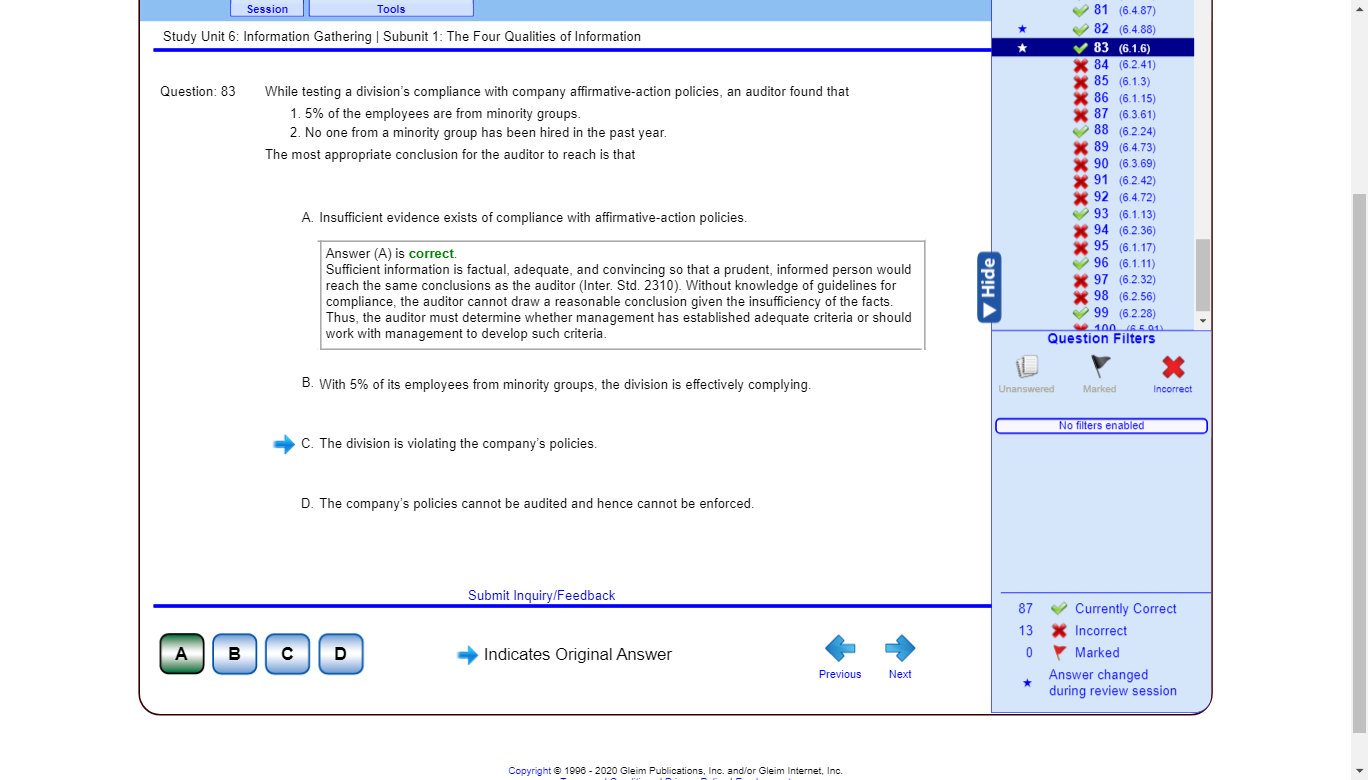 Session
Tools
Study Unit 6: Information Gathering | Subunit 1: The Four Qualities of Information
Question: 83
While testing a division's compliance with company affirmative-action policies, an auditor found that
1. 5% of the employees are from minority groups.
2. No one from a minority group has been hired in the past year.
The most appropriate conclusion for the auditor to reach is that
A. Insufficient evidence exists of compliance with affirmative-action policies.
Answer (A) is correct.
Sufficient information is factual, adequate, and convincing so that a prudent, informed person would
reach the same conclusions as the auditor (Inter. Std. 2310). Without knowledge of guidelines for
compliance, the auditor cannot draw a reasonable conclusion given the insufficiency of the facts.
Thus, the auditor must determine whether management has established adequate criteria or should
work with management to develop such criteria.
B. With 5% of its employees from minority groups, the division is effectively complying.
C. The division is violating the company's policies.
D. The company's policies cannot be audited and hence cannot be enforced.
Submit Inquiry/Feedback
A
B
C
D
Indicates Original Answer
Previous
Next
81 (6.4.87)
82 (6.4.88)
83 (6.1.6)
84 (6.2.41)
85 (6.1.3)
86 (6.1.15)
87 (6.3.61)
88 (6.2.24)
89 (6.4.73)
90 (6.3.69)
91 (6.2.42)
92 (6.4.72)
93 (6.1.13)
94 (6.2.36)
95 (6.1.17)
96 (6.1.11)
97 (6.2.32)
98 (6.2.56)
99 (6.2.28)
100 (6.5.91)
Hide
Question Filters
Unanswered
Marked
Incorrect
No filters enabled
87 Currently Correct
13 Incorrect
0 Marked
Answer changed
during review session
Copyright © 1996 - 2020 Gleim Publications, Inc. and/or Gleim Internet, Inc.